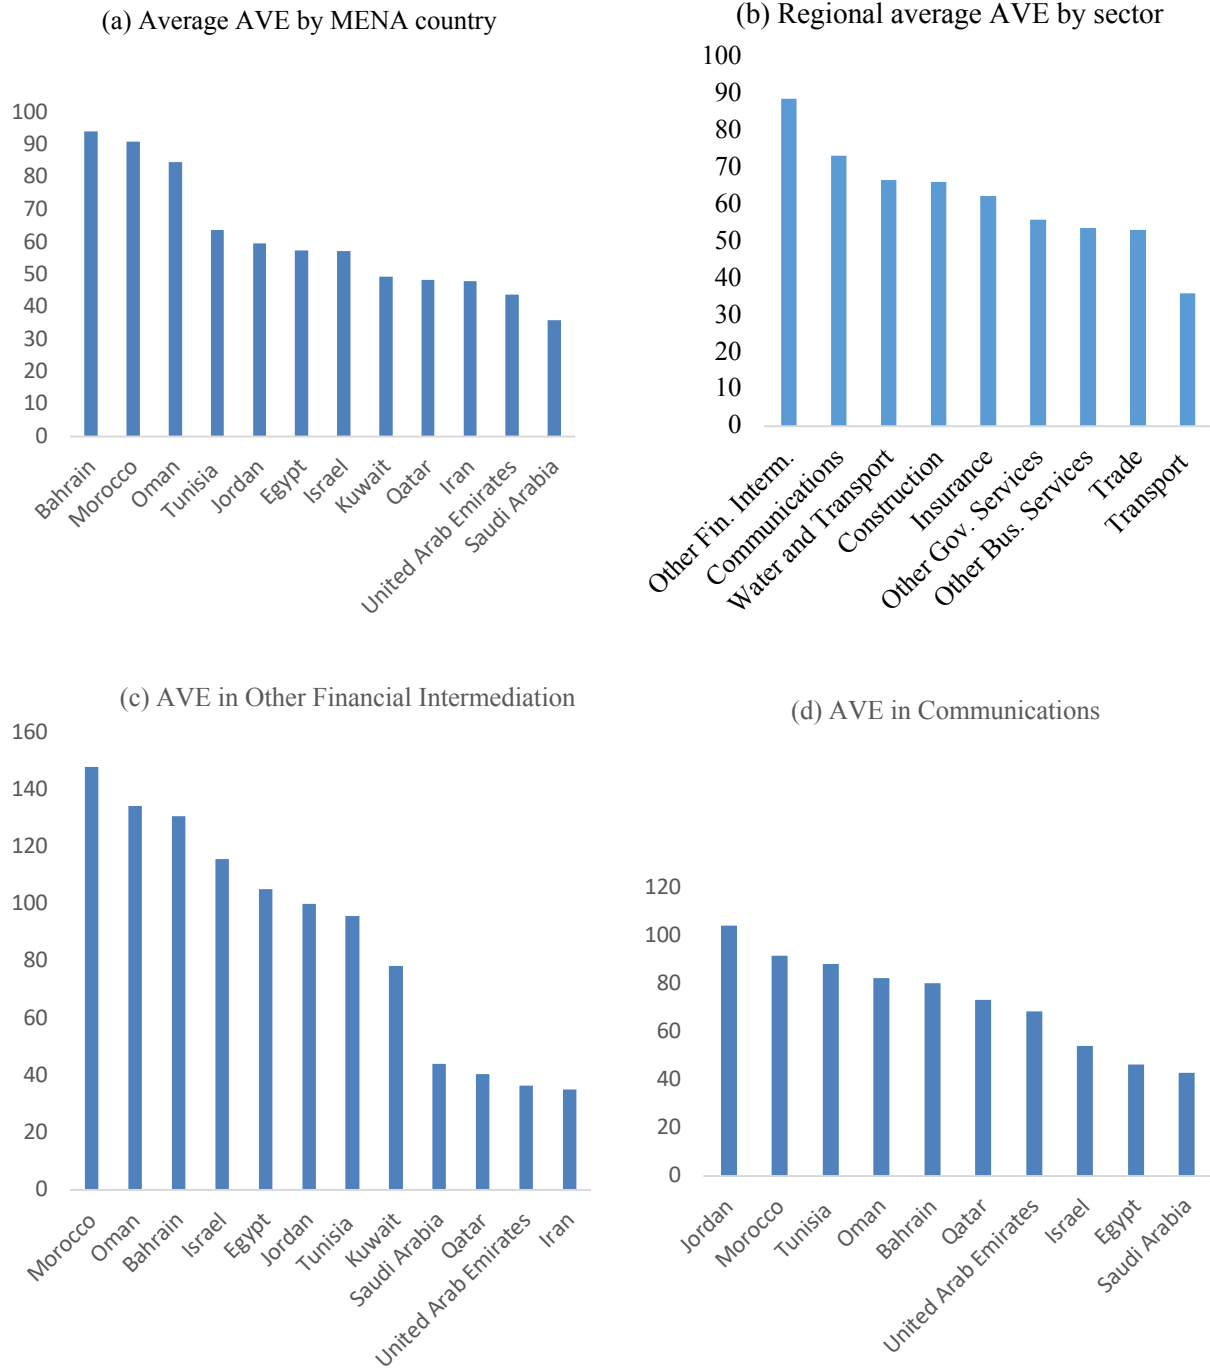 (a) Average AVE by MENA country
100
90
80
70
60
50
40
30
20
10
0
Bahrain
Morocco
Oman
Tunisia
Jordan
Egypt
Israel
Kuwait
Qatar
Iran
United Arab Emirates
Saudi Arabia
(b) Regional average AVE by sector
100
90
80
70
60
50
40
30
20
10
0
Other Fin. Interm.
Communications
Water and Transport
Construction
Insurance
Other Gov. Services
Other Bus. Services
Trade
Transport
(c) AVE in Other Financial Intermediation
160
140
120
100
80
60
40
20
0
Morocco
Oman
Bahrain
Israel
Egypt
Jordan
Tunisia
Kuwait
Saudi Arabia
Qatar
United Arab Emirates
Iran
(d) AVE in Communications
120
100
80
60
40
20
0
Jordan
Morocco
Tunisia
Oman
Bahrain
Qatar
United Arab Emirates
Israel
Egypt
Saudi Arabia